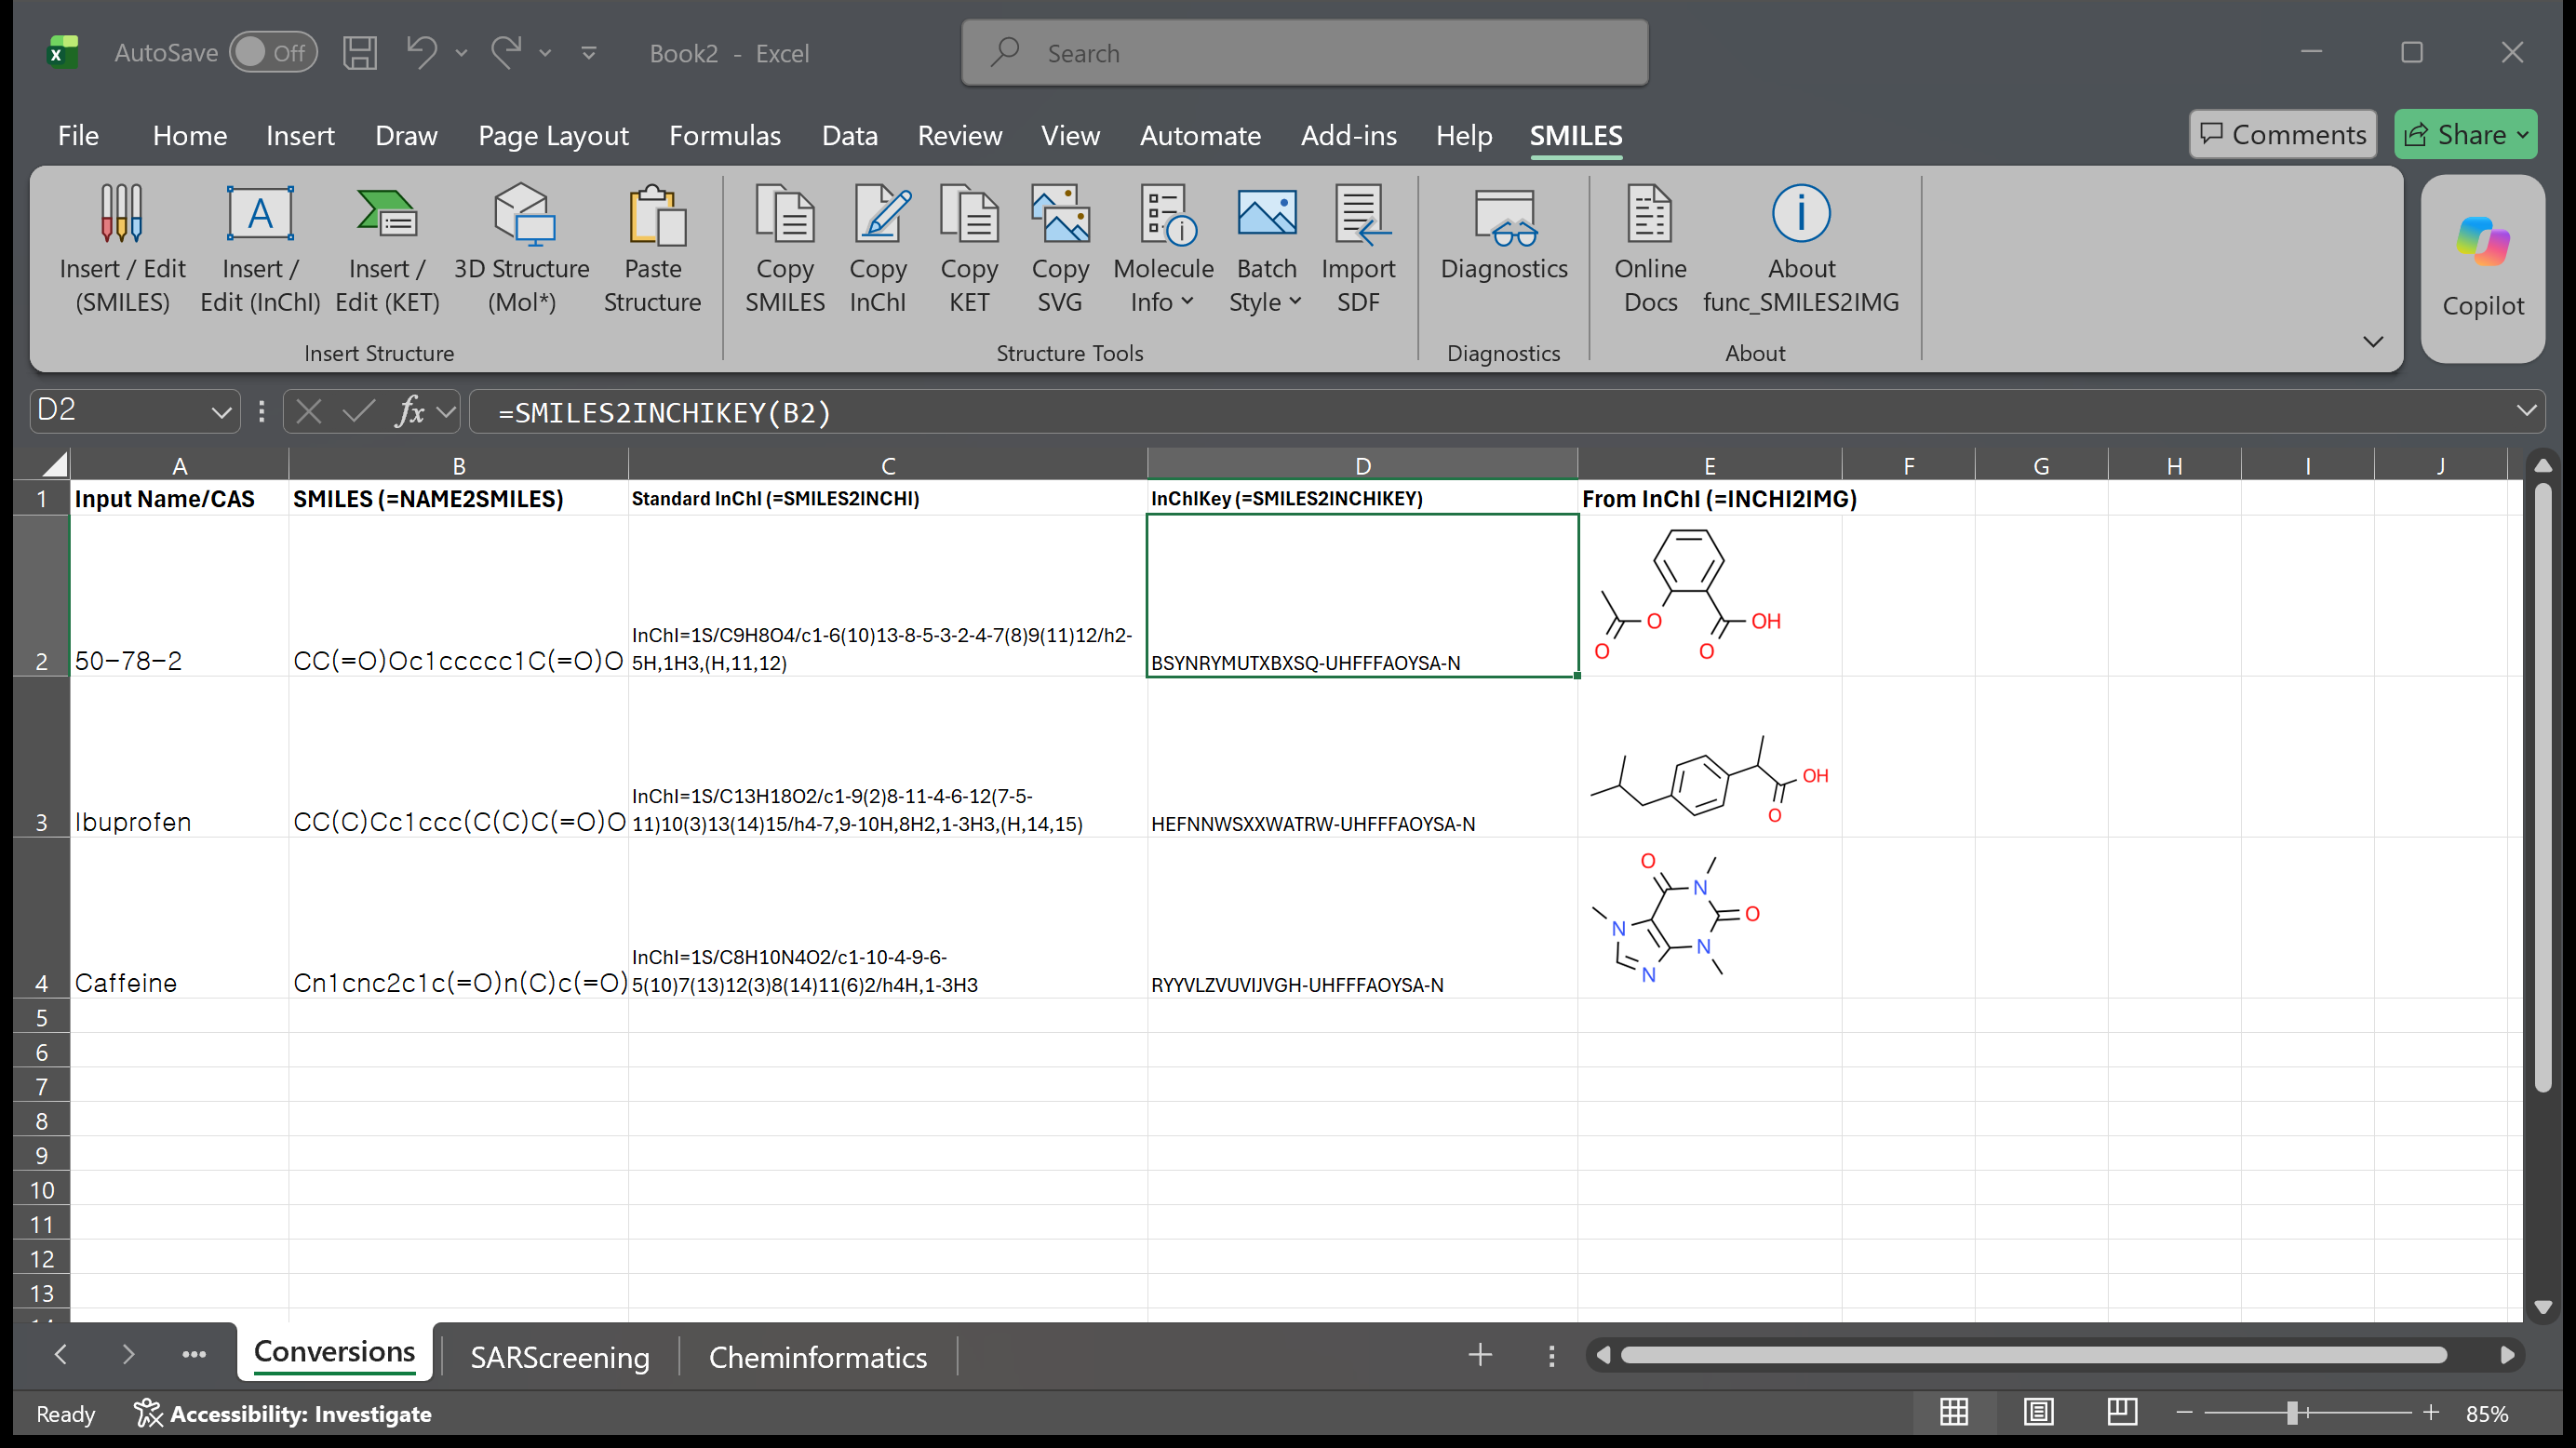 AutoSave Off Book2 - Excel Search
File Home Insert Draw Page Layout Formulas Data Review View Automate Add-ins Help SMILES Comments Share
Insert / Edit (SMILES)
Insert / Edit (InChI)
Insert / Edit (KET)
3D Structure (Mol*)
Paste Structure
Insert Structure
Copy SMILES
Copy InChI
Copy KET
Copy SVG
Molecule Info
Batch Style
Import SDF
Structure Tools
Diagnostics
Diagnostics
Online Docs
About func_SMILES2IMG
About
Copilot
D2 fx =SMILES2INCHIKEY(B2)
A B C D E F G H I J
1 Input Name/CAS SMILES (=NAME2SMILES) Standard InChI (=SMILES2INCHI) InChIKey (=SMILES2INCHIKEY) From InChI (=INCHI2IMG)
O O O OH
InChI=1S/C9H8O4/c1-6(10)13-8-5-3-2-4-7(8)9(11)12/h2-
2 50-78-2 CC(=O)Oc1ccccc1C(=O)O 5H,1H3,(H,11,12) BSYNRYMUTXBXSQ-UHFFFAOYSA-N
OH O
InChI=1S/C13H18O2/c1-9(2)8-11-4-6-12(7-5-
3 Ibuprofen CC(C)Cc1ccc(C(C)C(=O)O 11)10(3)13(14)15/h4-7,9-10H,8H2,1-3H3,(H,14,15) HEFNNWSXXWATRW-UHFFFAOYSA-N
O N O N N N
InChI=1S/C8H10N4O2/c1-10-4-9-6-
4 Caffeine Cn1cnc2c1c(=O)n(C)c(=O) 5(10)7(13)12(3)8(14)11(6)2/h4H,1-3H3 RYYVLZVUVIJVGH-UHFFFAOYSA-N
5
6
7
8
9
10
11
12
13
Conversions SARScreening Cheminformatics
Ready Accessibility: Investigate 85%